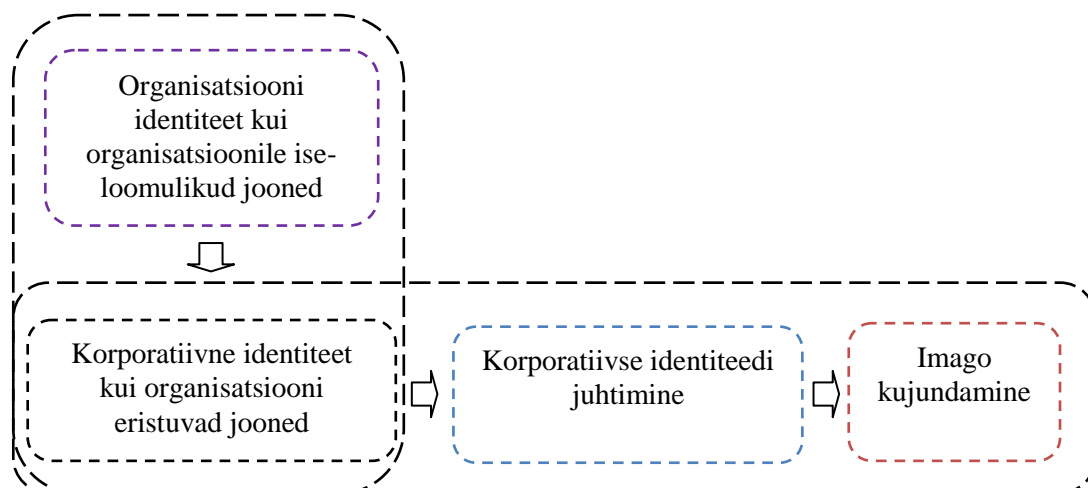 Organisatsiooni
identiteet kui
organisatsioonile ise-
loomulikud jooned
Korporatiivne identiteet
kui organisatsiooni
eristuvad jooned
Korporatiivse identiteedi
juhtimine
Imago
kujundamine